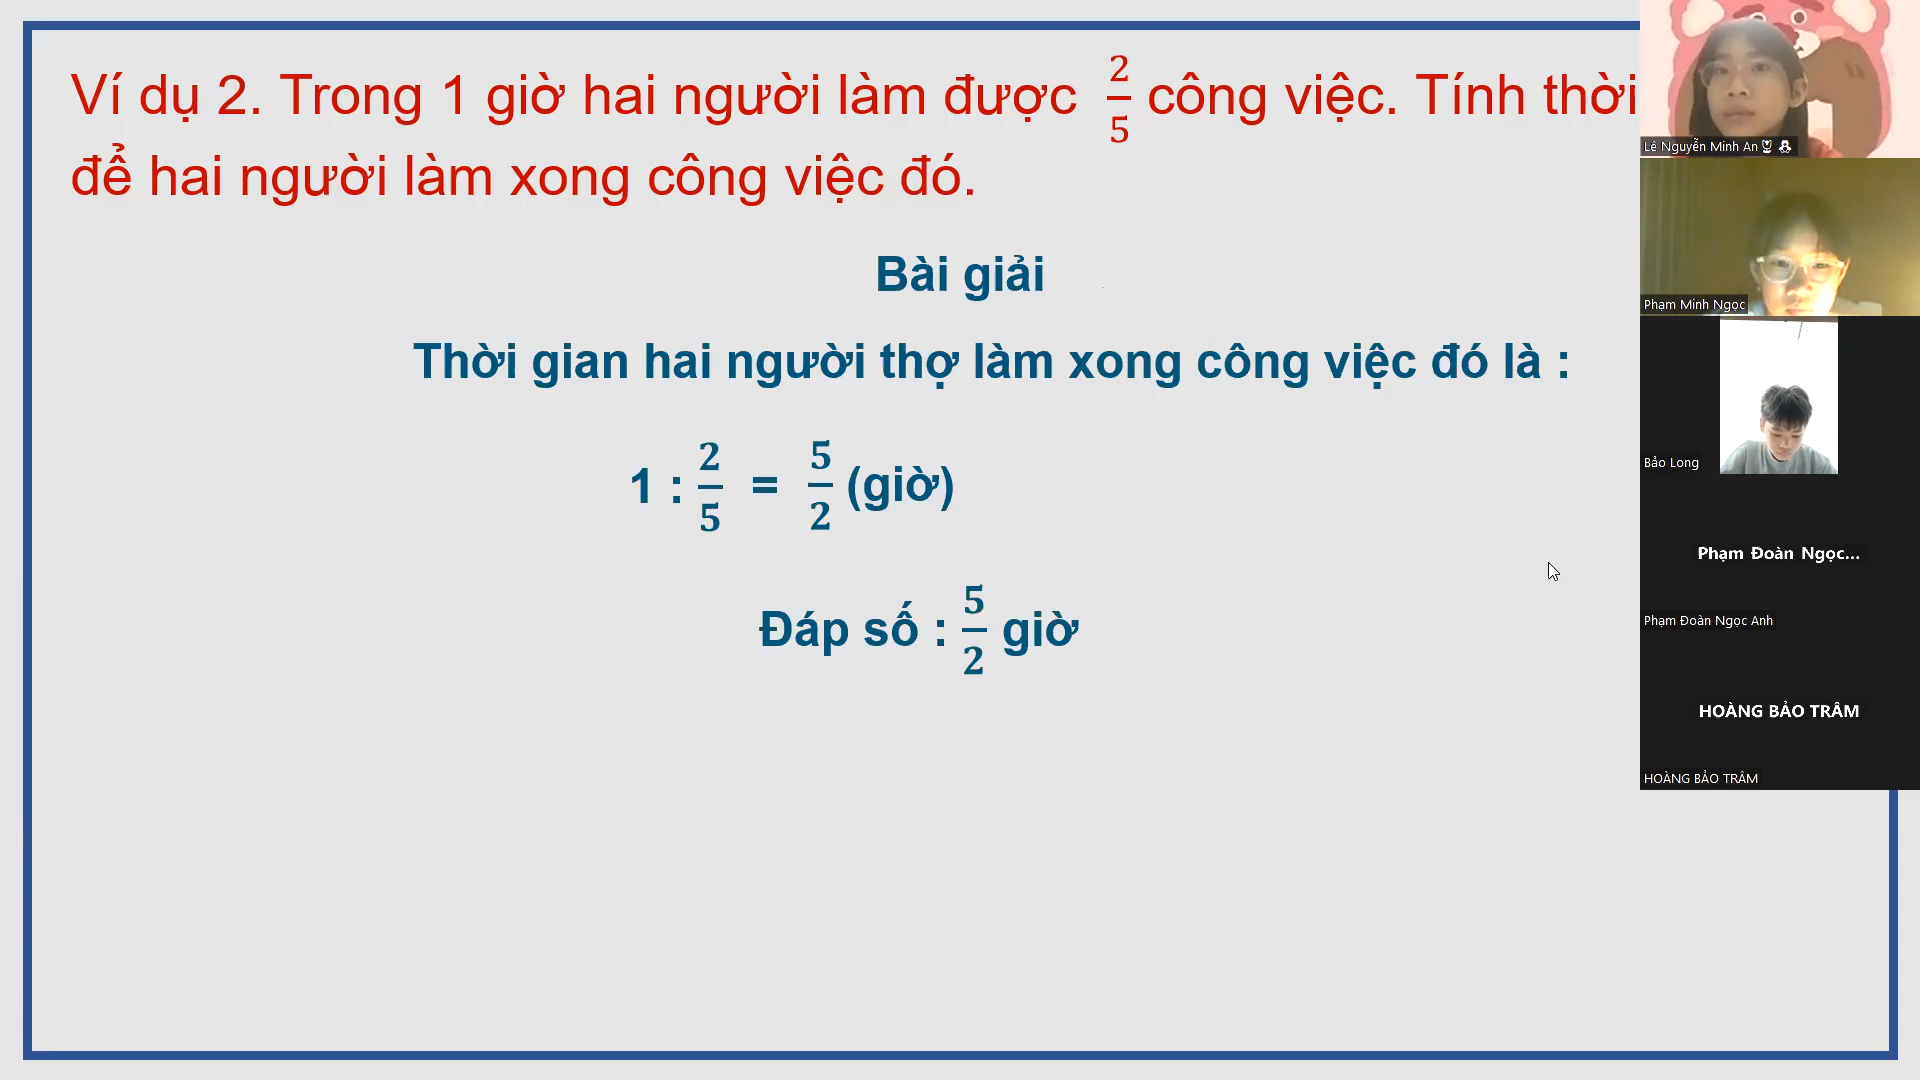 Ví dụ 2. Trong 1 giờ hai người làm được 2/5 công việc. Tính thời
để hai người làm xong công việc đó.
Bài giải
Thời gian hai người thợ làm xong công việc đó là :
1 : 2/5 = 5/2 (giờ)
Đáp số : 5/2 giờ
Lê Nguyễn Minh An
Phạm Minh Ngọc
Bảo Long
Phạm Đoàn Ngọc...
Phạm Đoàn Ngọc Anh
HOÀNG BẢO TRÂM
HOÀNG BẢO TRÂM